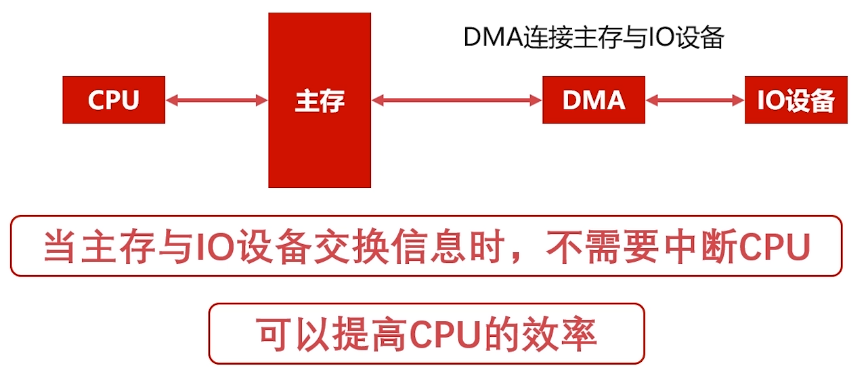 DMA连接主存与IO设备
CPU
主存
DMA
IO设备
当主存与IO设备交换信息时，不需要中断CPU
可以提高CPU的效率